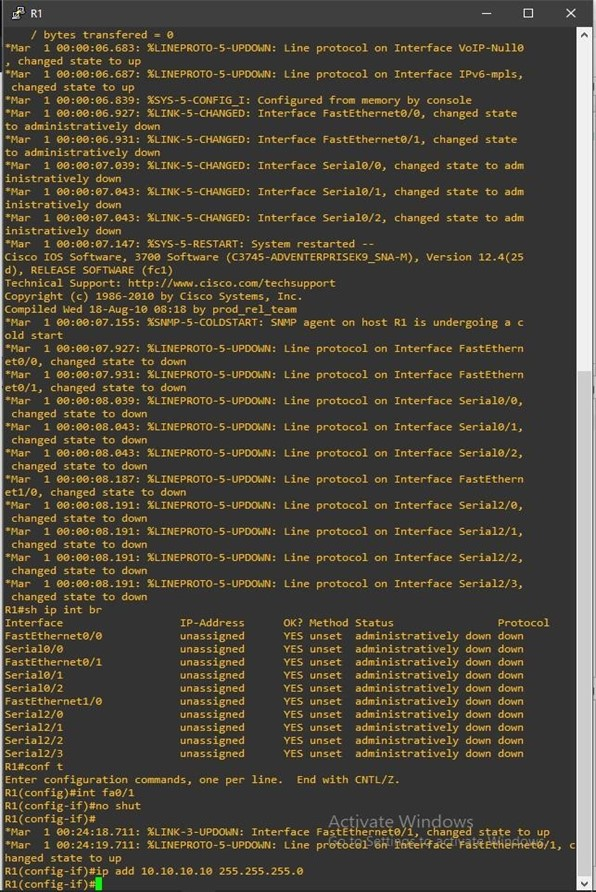 R1
/ bytes transfered = 0
*Mar  1 00:00:06.683: %LINEPROTO-5-UPDOWN: Line protocol on Interface VoIP-Null0
, changed state to up
*Mar  1 00:00:06.687: %LINEPROTO-5-UPDOWN: Line protocol on Interface IPv6-mpls,
 changed state to up
*Mar  1 00:00:06.839: %SYS-5-CONFIG_I: Configured from memory by console
*Mar  1 00:00:06.927: %LINK-5-CHANGED: Interface FastEthernet0/0, changed state
to administratively down
*Mar  1 00:00:06.931: %LINK-5-CHANGED: Interface FastEthernet0/1, changed state
to administratively down
*Mar  1 00:00:07.039: %LINK-5-CHANGED: Interface Serial0/0, changed state to adm
inistratively down
*Mar  1 00:00:07.043: %LINK-5-CHANGED: Interface Serial0/1, changed state to adm
inistratively down
*Mar  1 00:00:07.043: %LINK-5-CHANGED: Interface Serial0/2, changed state to adm
inistratively down
*Mar  1 00:00:07.147: %SYS-5-RESTART: System restarted --
Cisco IOS Software, 3700 Software (C3745-ADVENTERPRISEK9_SNA-M), Version 12.4(25
d), RELEASE SOFTWARE (fc1)
Technical Support: http://www.cisco.com/techsupport
Copyright (c) 1986-2010 by Cisco Systems, Inc.
Compiled Wed 18-Aug-10 08:18 by prod_rel_team
*Mar  1 00:00:07.155: %SNMP-5-COLDSTART: SNMP agent on host R1 is undergoing a c
old start
*Mar  1 00:00:07.927: %LINEPROTO-5-UPDOWN: Line protocol on Interface FastEthern
et0/0, changed state to down
*Mar  1 00:00:07.931: %LINEPROTO-5-UPDOWN: Line protocol on Interface FastEthern
et0/1, changed state to down
*Mar  1 00:00:08.039: %LINEPROTO-5-UPDOWN: Line protocol on Interface Serial0/0,
 changed state to down
*Mar  1 00:00:08.043: %LINEPROTO-5-UPDOWN: Line protocol on Interface Serial0/1,
 changed state to down
*Mar  1 00:00:08.043: %LINEPROTO-5-UPDOWN: Line protocol on Interface Serial0/2,
 changed state to down
*Mar  1 00:00:08.187: %LINEPROTO-5-UPDOWN: Line protocol on Interface FastEthern
et1/0, changed state to down
*Mar  1 00:00:08.191: %LINEPROTO-5-UPDOWN: Line protocol on Interface Serial2/0,
 changed state to down
*Mar  1 00:00:08.191: %LINEPROTO-5-UPDOWN: Line protocol on Interface Serial2/1,
 changed state to down
*Mar  1 00:00:08.191: %LINEPROTO-5-UPDOWN: Line protocol on Interface Serial2/2,
 changed state to down
*Mar  1 00:00:08.191: %LINEPROTO-5-UPDOWN: Line protocol on Interface Serial2/3,
 changed state to down
R1#sh ip int br
Interface                  IP-Address      OK? Method Status                Protocol
FastEthernet0/0            unassigned      YES unset  administratively down down
Serial0/0                  unassigned      YES unset  administratively down down
FastEthernet0/1            unassigned      YES unset  administratively down down
Serial0/1                  unassigned      YES unset  administratively down down
Serial0/2                  unassigned      YES unset  administratively down down
FastEthernet1/0            unassigned      YES unset  administratively down down
Serial2/0                  unassigned      YES unset  administratively down down
Serial2/1                  unassigned      YES unset  administratively down down
Serial2/2                  unassigned      YES unset  administratively down down
Serial2/3                  unassigned      YES unset  administratively down down
R1#conf t
Enter configuration commands, one per line.  End with CNTL/Z.
R1(config)#int fa0/1
R1(config-if)#no shut
R1(config-if)#
Activate Windows
*Mar  1 00:24:18.711: %LINK-3-UPDOWN: Interface FastEthernet0/1, changed state to up
Go to Settings to activate Windows.
*Mar  1 00:24:19.711: %LINEPROTO-5-UPDOWN: Line protocol on Interface FastEthernet0/1, c
hanged state to up
R1(config-if)#ip add 10.10.10.10 255.255.255.0
R1(config-if)#